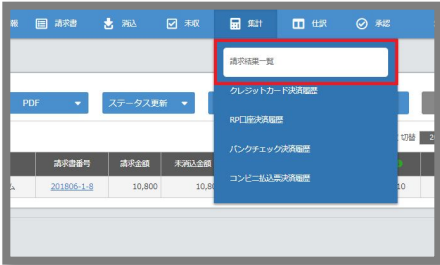 請求書 消込 未収 集計 仕訳 承認
請求結果一覧
PDF ステータス更新
クレジットカード決済履歴
RP口座決済履歴
バンクチェック決済履歴
切替
コンビニ払込票決済履歴
請求書番号 請求金額 未消込金額
201806-1-8 10,800